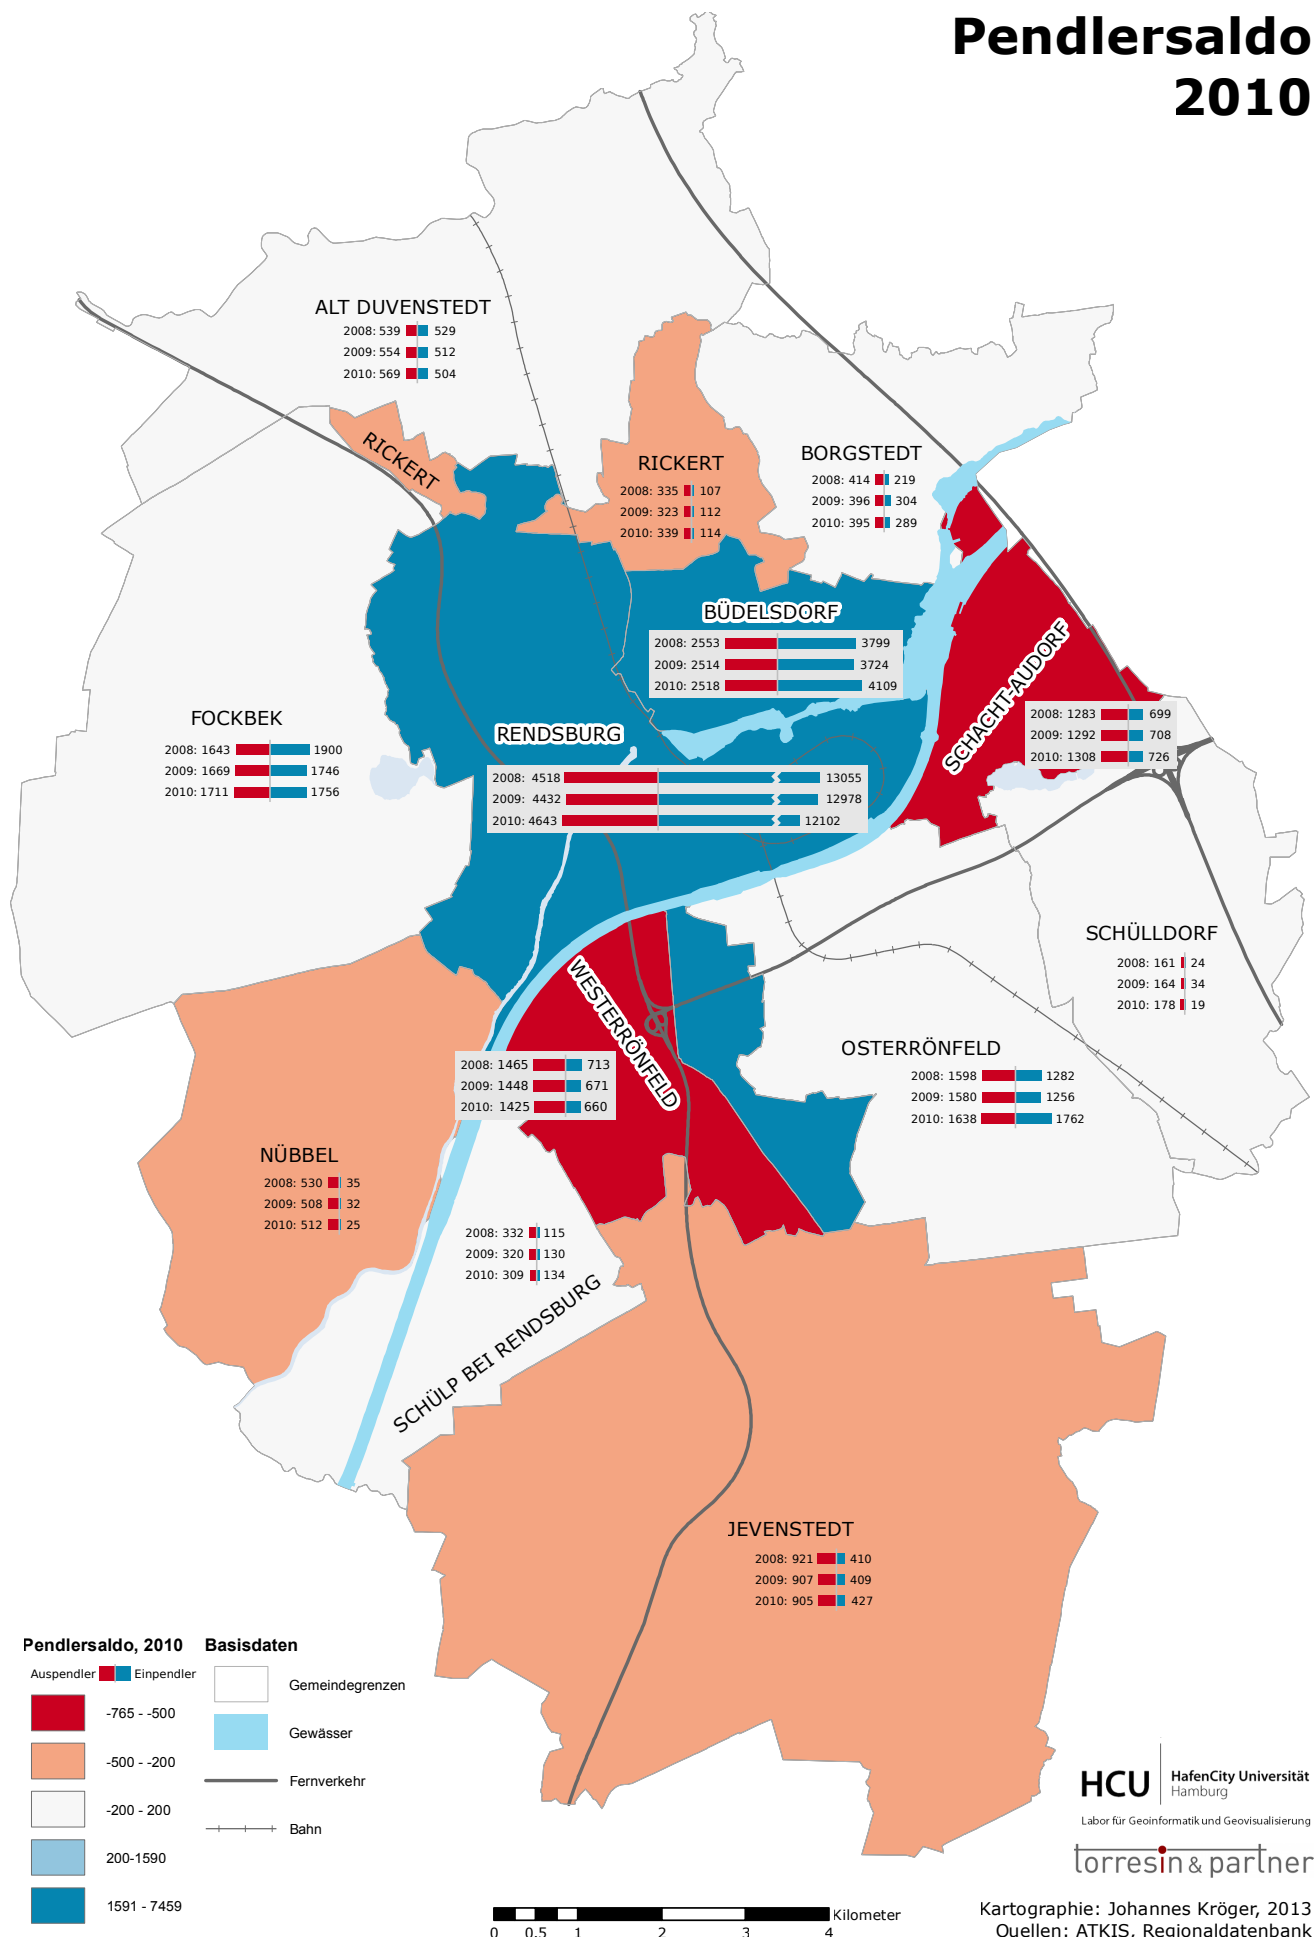 Pendlersaldo
2010
ALT DUVENSTEDT
2008: 539 529
2009: 554 512
2010: 569 504
RICKERT
RICKERT
2008: 335 107
2009: 323 112
2010: 339 114
BORGSTEDT
2008: 414 219
2009: 396 304
2010: 395 289
BÜDELSDORF
2008: 2553 3799
2009: 2514 3724
2010: 2518 4109
SCHACHT-AUDORF
2008: 1283 699
2009: 1292 708
2010: 1308 726
FOCKBEK
2008: 1643 1900
2009: 1669 1746
2010: 1711 1756
RENDSBURG
2008: 4518 13055
2009: 4432 12978
2010: 4643 12102
SCHÜLLDORF
2008: 161 24
2009: 164 34
2010: 178 19
WESTERRÖNFELD
2008: 1465 713
2009: 1448 671
2010: 1425 660
OSTERRÖNFELD
2008: 1598 1282
2009: 1580 1256
2010: 1638 1762
NÜBBEL
2008: 530 35
2009: 508 32
2010: 512 25
2008: 332 115
2009: 320 130
2010: 309 134
SCHÜLP BEI RENDSBURG
JEVENSTEDT
2008: 921 410
2009: 907 409
2010: 905 427
Pendlersaldo, 2010
Auspendler Einpendler
-765 - -500
-500 - -200
-200 - 200
200-1590
1591 - 7459
Basisdaten
Gemeindegrenzen
Gewässer
Fernverkehr
Bahn
Kilometer
0 0.5 1 2 3 4
HCU HafenCity Universität
Hamburg
Labor für Geoinformatik und Geovisualisierung
torresin & partner
Kartographie: Johannes Kröger, 2013
Quellen: ATKIS, Regionaldatenbank